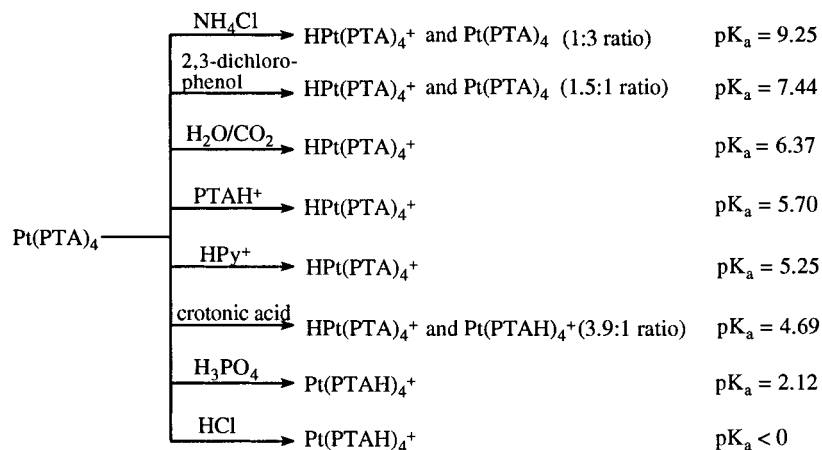 NH₄Cl
HPt(PTA)₄⁺ and Pt(PTA)₄ (1:3 ratio) pKₐ = 9.25
2,3-dichloro-
phenol
HPt(PTA)₄⁺ and Pt(PTA)₄ (1.5:1 ratio) pKₐ = 7.44
H₂O/CO₂
HPt(PTA)₄⁺ pKₐ = 6.37
PTAH⁺
HPt(PTA)₄⁺ pKₐ = 5.70
Pt(PTA)₄
HPy⁺
HPt(PTA)₄⁺ pKₐ = 5.25
crotonic acid
HPt(PTA)₄⁺ and Pt(PTAH)₄⁺(3.9:1 ratio) pKₐ = 4.69
H₃PO₄
Pt(PTAH)₄⁺ pKₐ = 2.12
HCl
Pt(PTAH)₄⁺ pKₐ < 0